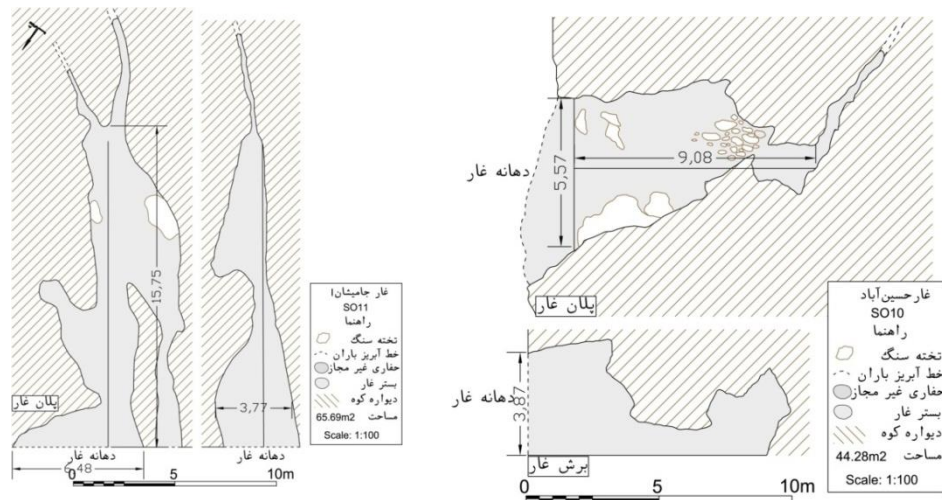 15,75
3,77
پلان غار
دهانه غار
دهانه غار
6,48
0 5 10m
غار جامیشان۱
SO11
راهنما
تخته سنگ
خط آبریز باران
حفاری غیر مجاز
بستر غار
دیواره کوه
مساحت 65.69m2
Scale: 1:100
دهانه غار
5,57
9,08
پلان غار
دهانه غار
3,87
برش غار
0 5 10m
غارحسین‌آباد
SO10
راهنما
تخته سنگ
خط آبریز باران
حفاری غیر مجاز
بستر غار
دیواره کوه
مساحت 44.28m2
Scale: 1:100